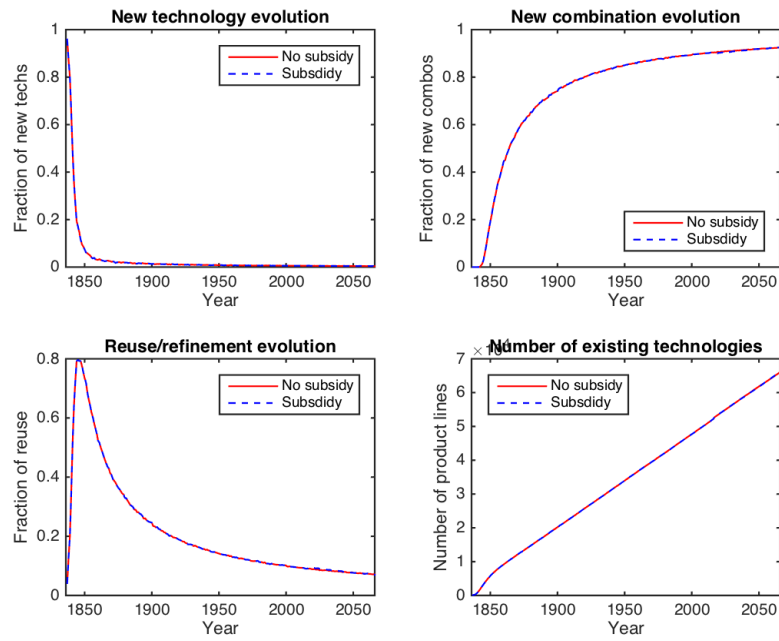 New technology evolution
Fraction of new techs
1
0.8
0.6
0.4
0.2
0
No subsidy
Subsdidy
1850 1900 1950 2000 2050
Year
New combination evolution
Fraction of new combos
1
0.8
0.6
0.4
0.2
0
No subsidy
Subsdidy
1850 1900 1950 2000 2050
Year
Reuse/refinement evolution
Fraction of reuse
0.8
0.6
0.4
0.2
0
No subsidy
Subsdidy
1850 1900 1950 2000 2050
Year
Number of existing technologies
Number of product lines
7
6
5
4
3
2
1
0
No subsidy
Subsdidy
1850 1900 1950 2000 2050
Year